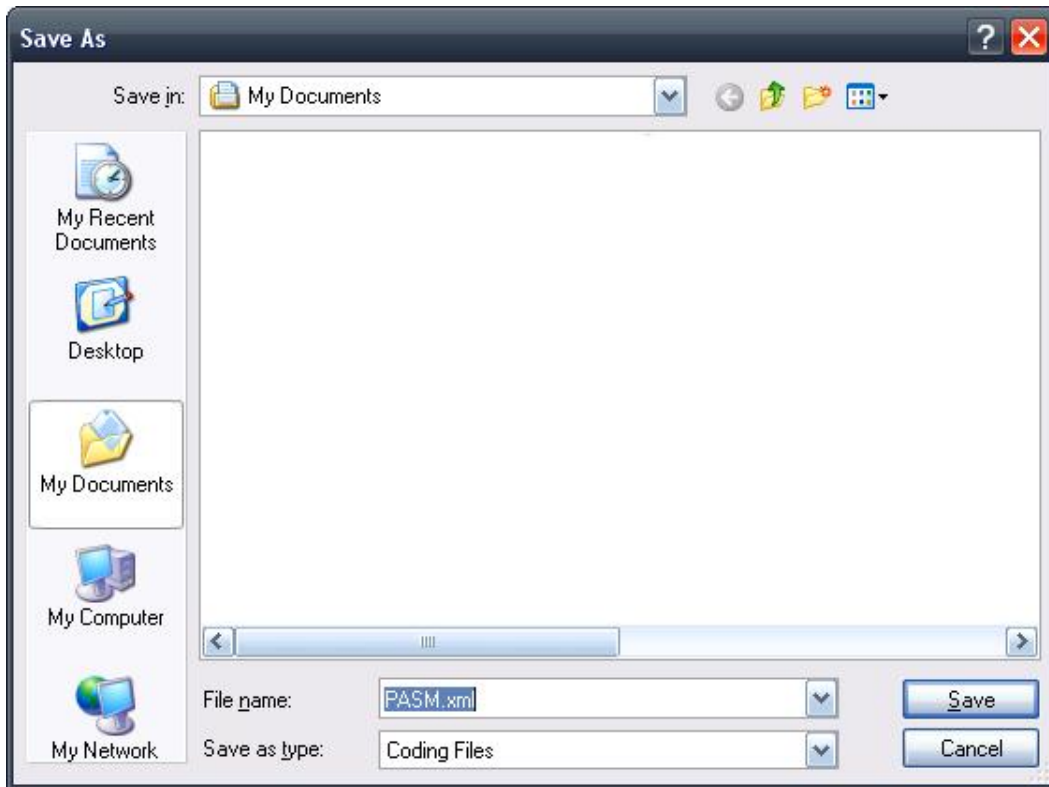 Save As
Save in: My Documents
My Recent
Documents
Desktop
My Documents
My Computer
My Network
File name: PASM.xml Save
Save as type: Coding Files Cancel